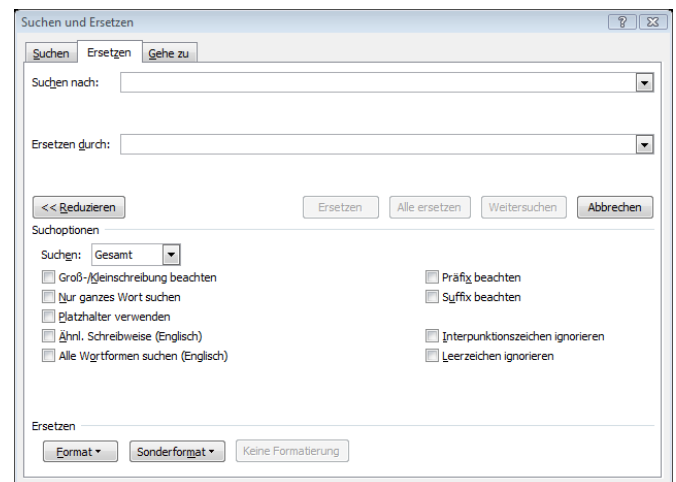 Suchen und Ersetzen
Suchen Ersetzen Gehe zu
Suchen nach:
Ersetzen durch:
<< Reduzieren Ersetzen Alle ersetzen Weitersuchen Abbrechen
Suchoptionen
Suchen: Gesamt
Groß-/Kleinschreibung beachten Präfix beachten
Nur ganzes Wort suchen Suffix beachten
Platzhalter verwenden
Ähnl. Schreibweise (Englisch) Interpunktionszeichen ignorieren
Alle Wortformen suchen (Englisch) Leerzeichen ignorieren
Ersetzen
Format Sonderformat Keine Formatierung